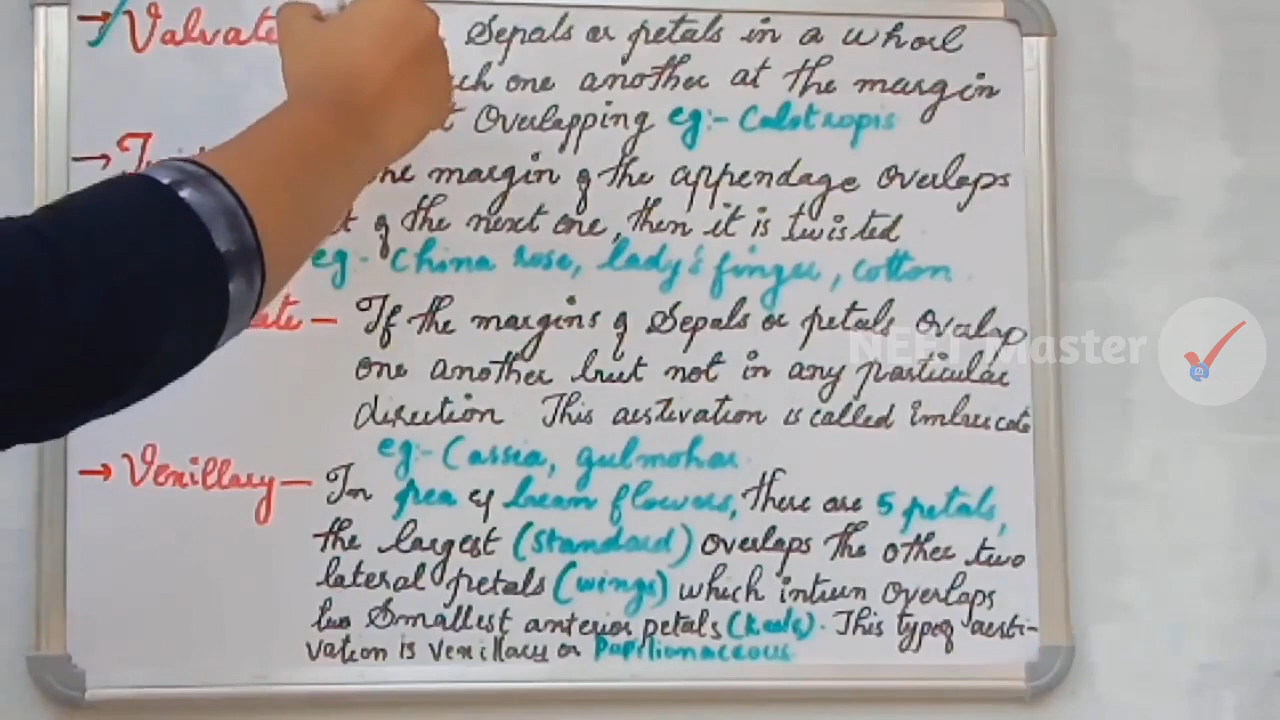 → Valvate Sepals or petals in a whorl
ch one another at the margin
t Overlapping eg:- Calotropis
→ T
one margin of the appendage overlaps
t of the next one, then it is twisted
eg- China rose, lady's finger, cotton
ate – If the margins of Sepals or petals Overlap
one another but not in any particular
direction This aestivation is called imbricate
eg:- Cassia, gulmohar
→ Vexillary – In pea & bean flowers, there are 5 petals,
the largest (standard) overlaps the other two
lateral petals (wings) which inturn overlaps
two Smallest anterior petals (keels). This type of aesti-
vation is vexillary or Papilionaceous
NEET Master